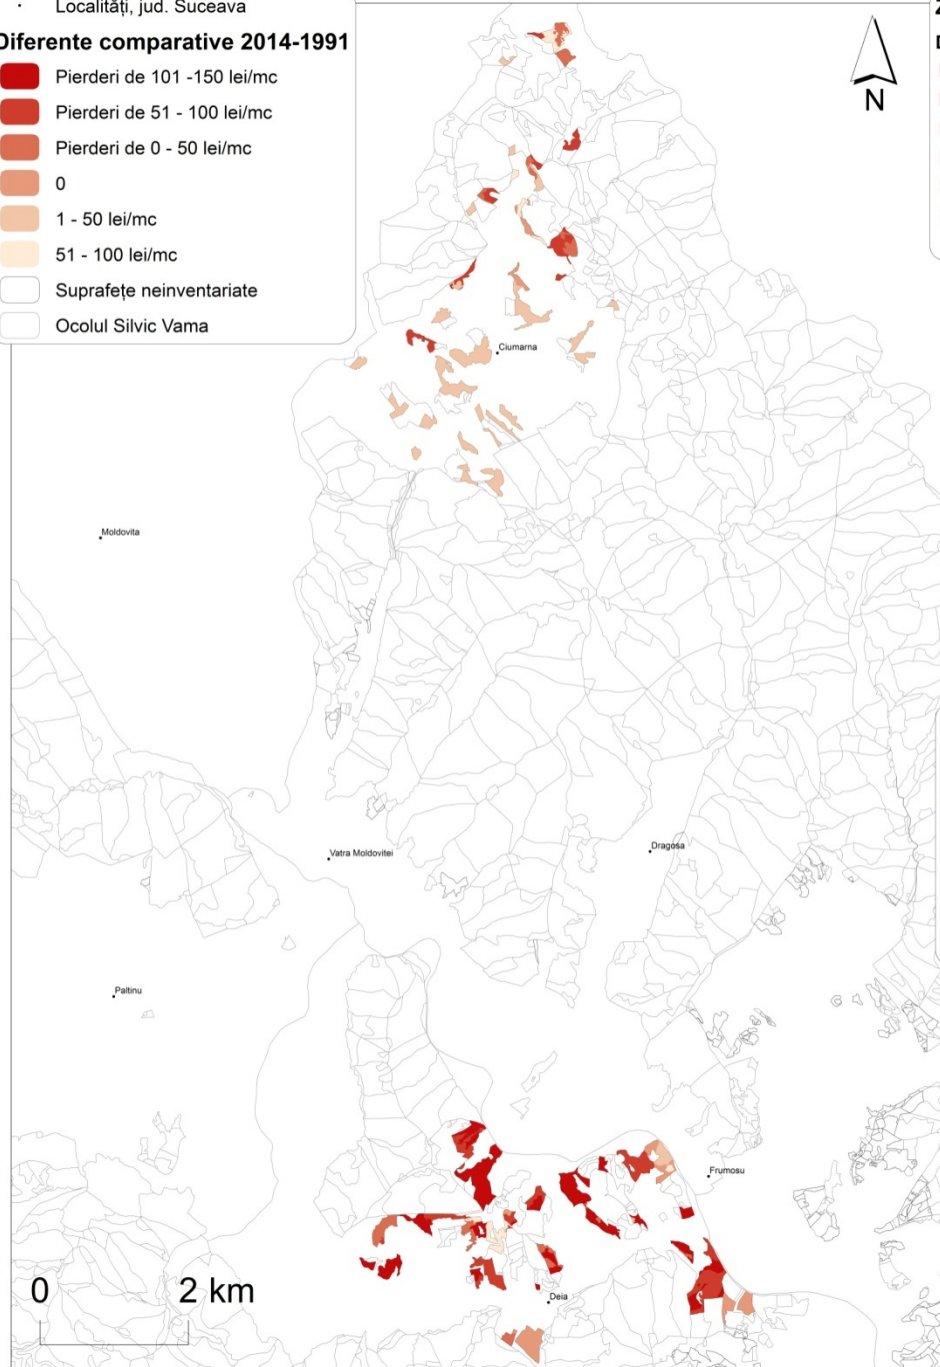 Localități, jud. Suceava
Diferente comparative 2014-1991
Pierderi de 101 -150 lei/mc
Pierderi de 51 - 100 lei/mc
Pierderi de 0 - 50 lei/mc
0
1 - 50 lei/mc
51 - 100 lei/mc
Suprafețe neinventariate
Ocolul Silvic Vama
N
Ciumarna
Moldovita
Vatra Moldovitei
Dragosa
Paltinu
Frumosu
Deia
0 2 km